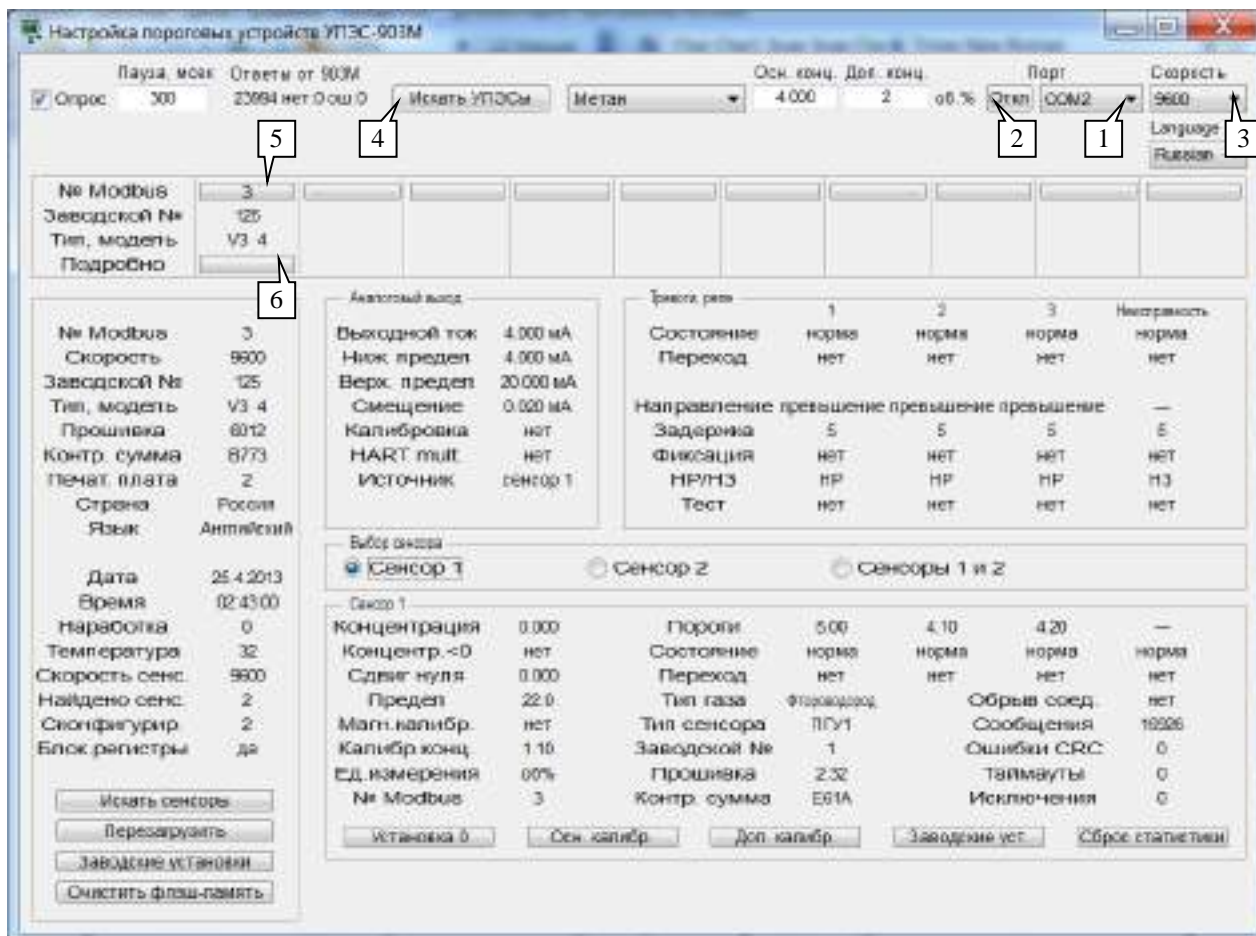 Настройка пороговых устройств УПЭС-903М
Пауза, мсек Ответы от 903М Осн. конц. Доп. конц. Порт Скорость
Опрос 300 23994 нет:0 ош:0 Искать УПЭСы Метан 4.000 2 об.% Откл COM2 9600
Language
Russian
5 4 2 1 3
№ Modbus 3
Заводской № 125
Тип, модель V3 4
Подробно
6
Аналоговый выход Тревоги, реле
1 2 3 Неисправность
№ Modbus 3 Выходной ток 4.000 мА Состояние норма норма норма норма
Скорость 9600 Ниж. предел 4.000 мА Переход нет нет нет нет
Заводской № 125 Верх. предел 20.000 мА
Тип, модель V3 4 Смещение 0.020 мА Направление превышение превышение превышение —
Прошивка 6012 Калибровка нет Задержка 5 5 5 5
Контр. сумма 8773 HART mult. нет Фиксация нет нет нет нет
Печат. плата 2 Источник сенсор 1 НР/НЗ НР НР НР НЗ
Страна Россия Тест нет нет нет нет
Язык Английский
Выбор сенсора
Сенсор 1 Сенсор 2 Сенсоры 1 и 2
Дата 25.4.2013
Время 02:43:00
Сенсор 1
Наработка 0 Концентрация 0.000 Пороги 5.00 4.10 4.20 —
Температура 32 Концентр.<0 нет Состояние норма норма норма норма
Скорость сенс. 9600 Сдвиг нуля 0.000 Переход нет нет нет нет
Найдено сенс. 2 Предел 22.0 Тип газа Фтороводород Обрыв соед. нет
Сконфигурир. 2 Магн.калибр. нет Тип сенсора ПГУ1 Сообщения
Блок.регистры да Калибр.конц. 1.10 Заводской № 1 Ошибки CRC 0
Ед.измерения об% Прошивка 2.32 Таймауты 0
Искать сенсоры № Modbus 3 Контр. сумма E61A Исключения 0
Перезагрузить Установка 0 Осн. калибр. Доп. калибр. Заводские уст. Сброс статистики
Заводские установки
Очистить флэш-память